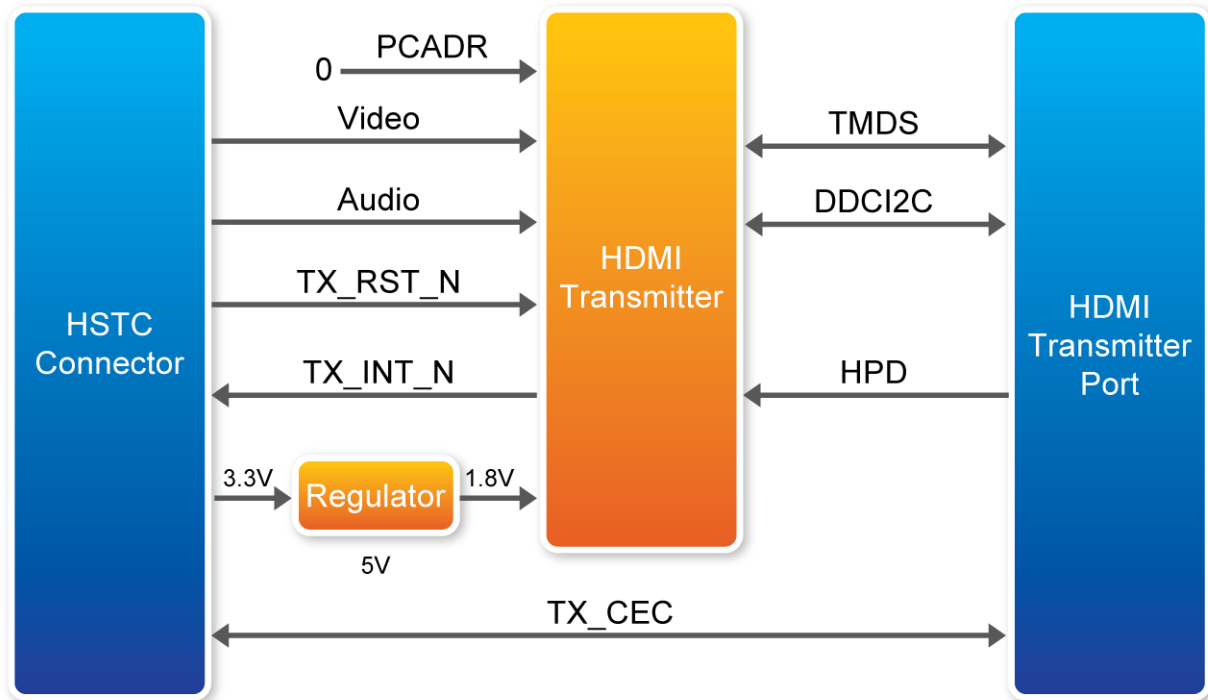 PCADR
0
Video
TMDS
Audio
DDCI2C
HDMI
Transmitter
TX_RST_N
HSTC
Connector
HDMI
Transmitter
Port
TX_INT_N
HPD
3.3V
Regulator
1.8V
5V
TX_CEC